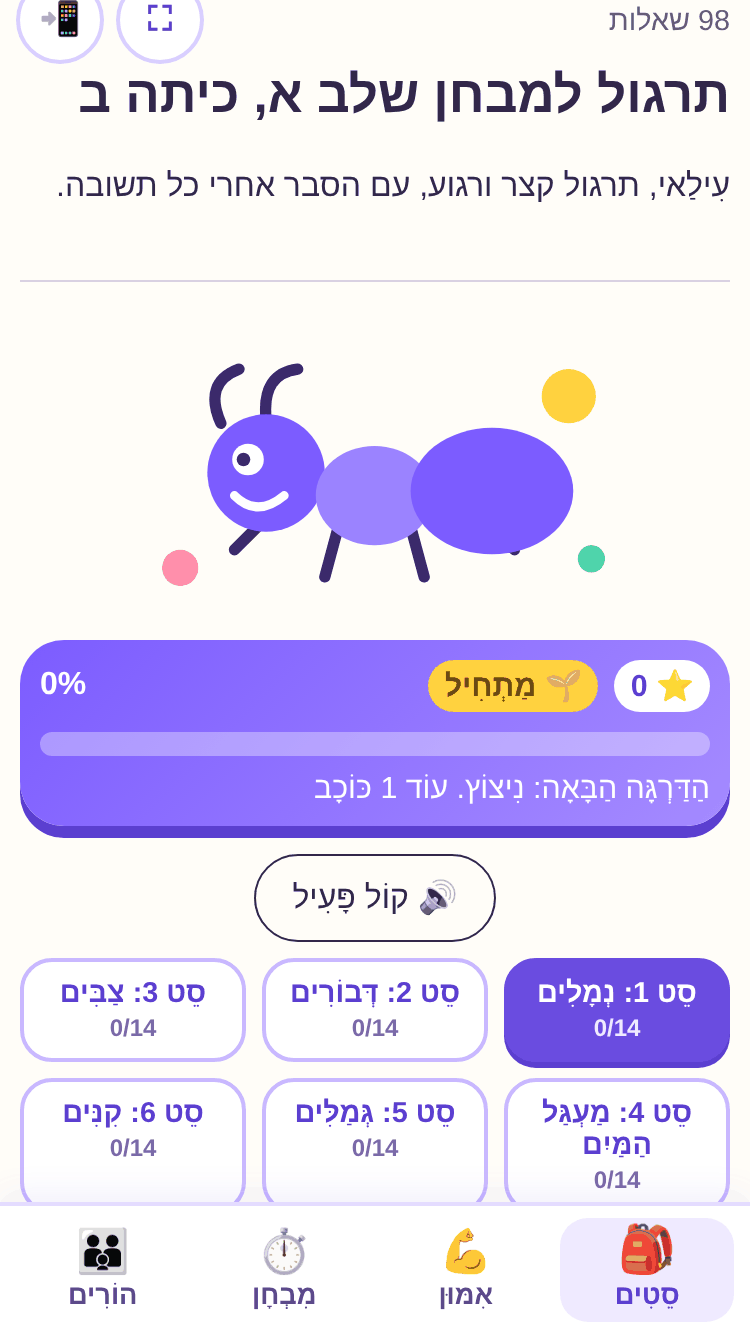 98 שאלות
תרגול למבחן שלב א, כיתה ב
עִילַאי, תרגול קצר ורגוע, עם הסבר אחרי כל תשובה.
⭐ 0
🌱 מַתְחִיל
0%
הַדַּרְגָּה הַבָּאָה: נִיצוֹץ. עוֹד 1 כּוֹכָב
🔊 קוֹל פָּעִיל
סֵט 1: נְמָלִים
0/14
סֵט 2: דְּבוֹרִים
0/14
סֵט 3: צַבִּים
0/14
סֵט 4: מַעְגַּל
הַמַּיִם
0/14
סֵט 5: גְּמַלִּים
0/14
סֵט 6: קִנִּים
0/14
סֵטִים
אִמּוּן
מִבְחָן
הוֹרִים